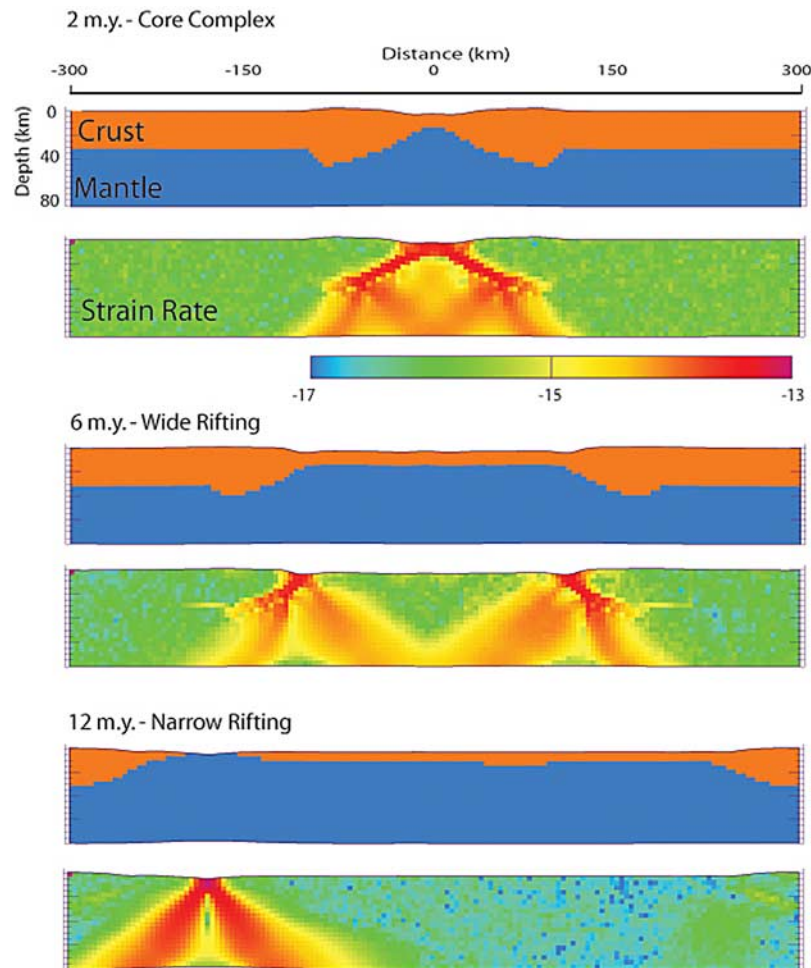 2 m.y. - Core Complex
Distance (km)
-300 -150 0 150 300
Depth (km)
0
40
80
Crust
Mantle
Strain Rate
-17 -15 -13
6 m.y. - Wide Rifting
12 m.y. - Narrow Rifting